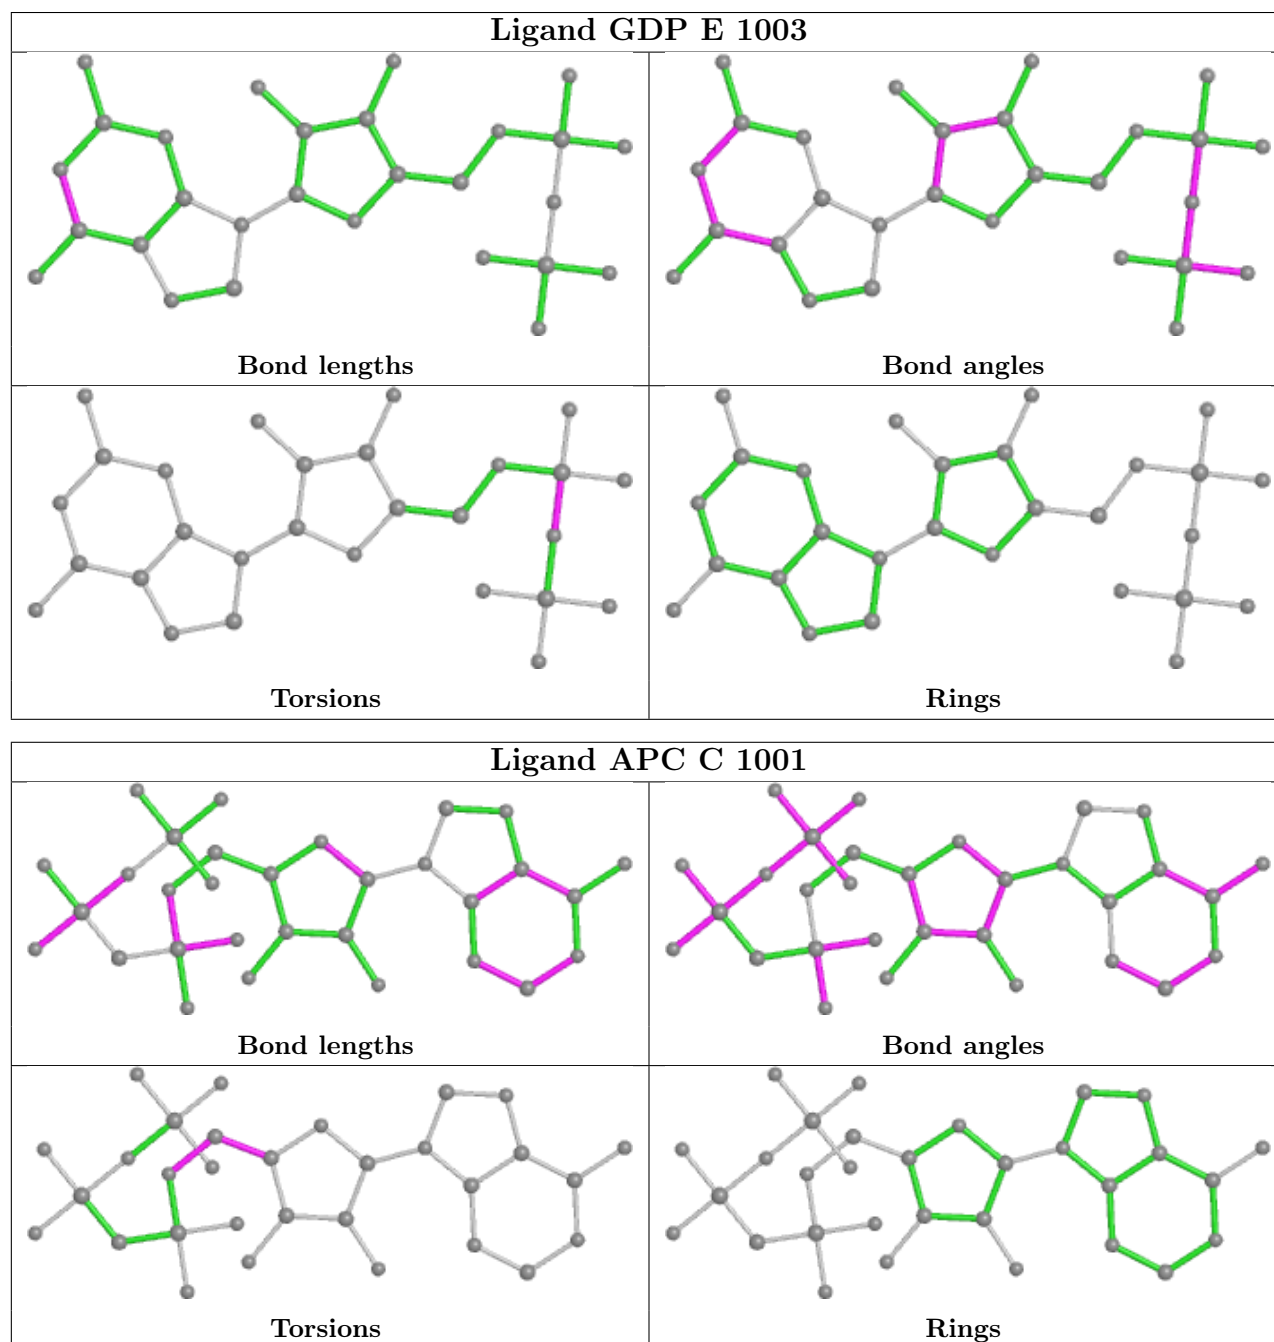 Ligand GDP E 1003
Bond lengths
Bond angles
Torsions
Rings
Ligand APC C 1001
Bond lengths
Bond angles
Torsions
Rings